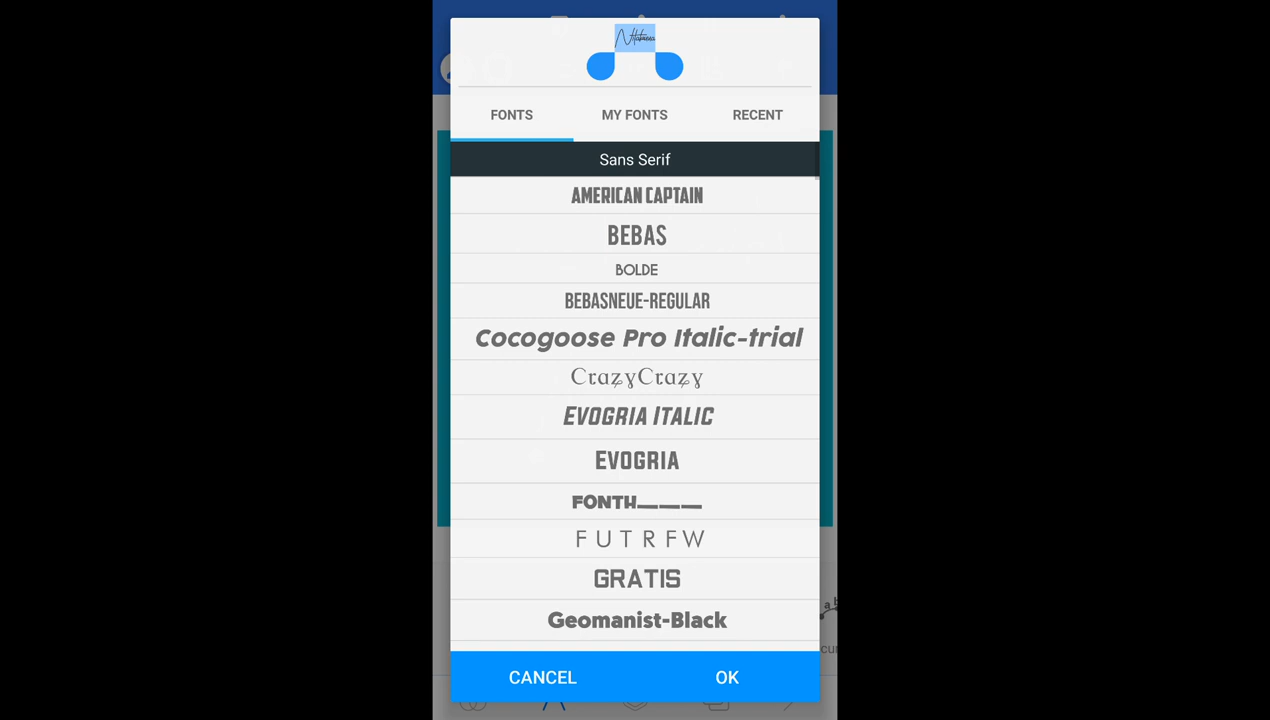 FONTS
MY FONTS
RECENT
Sans Serif
AMERICAN CAPTAIN
BEBAS
BOLDE
BEBASNEUE-REGULAR
Cocogoose Pro Italic-trial
CrazyCrazy
EVOGRIA ITALIC
EVOGRIA
FONTH___
FUTRFW
GRATIS
Geomanist-Black
CANCEL
OK